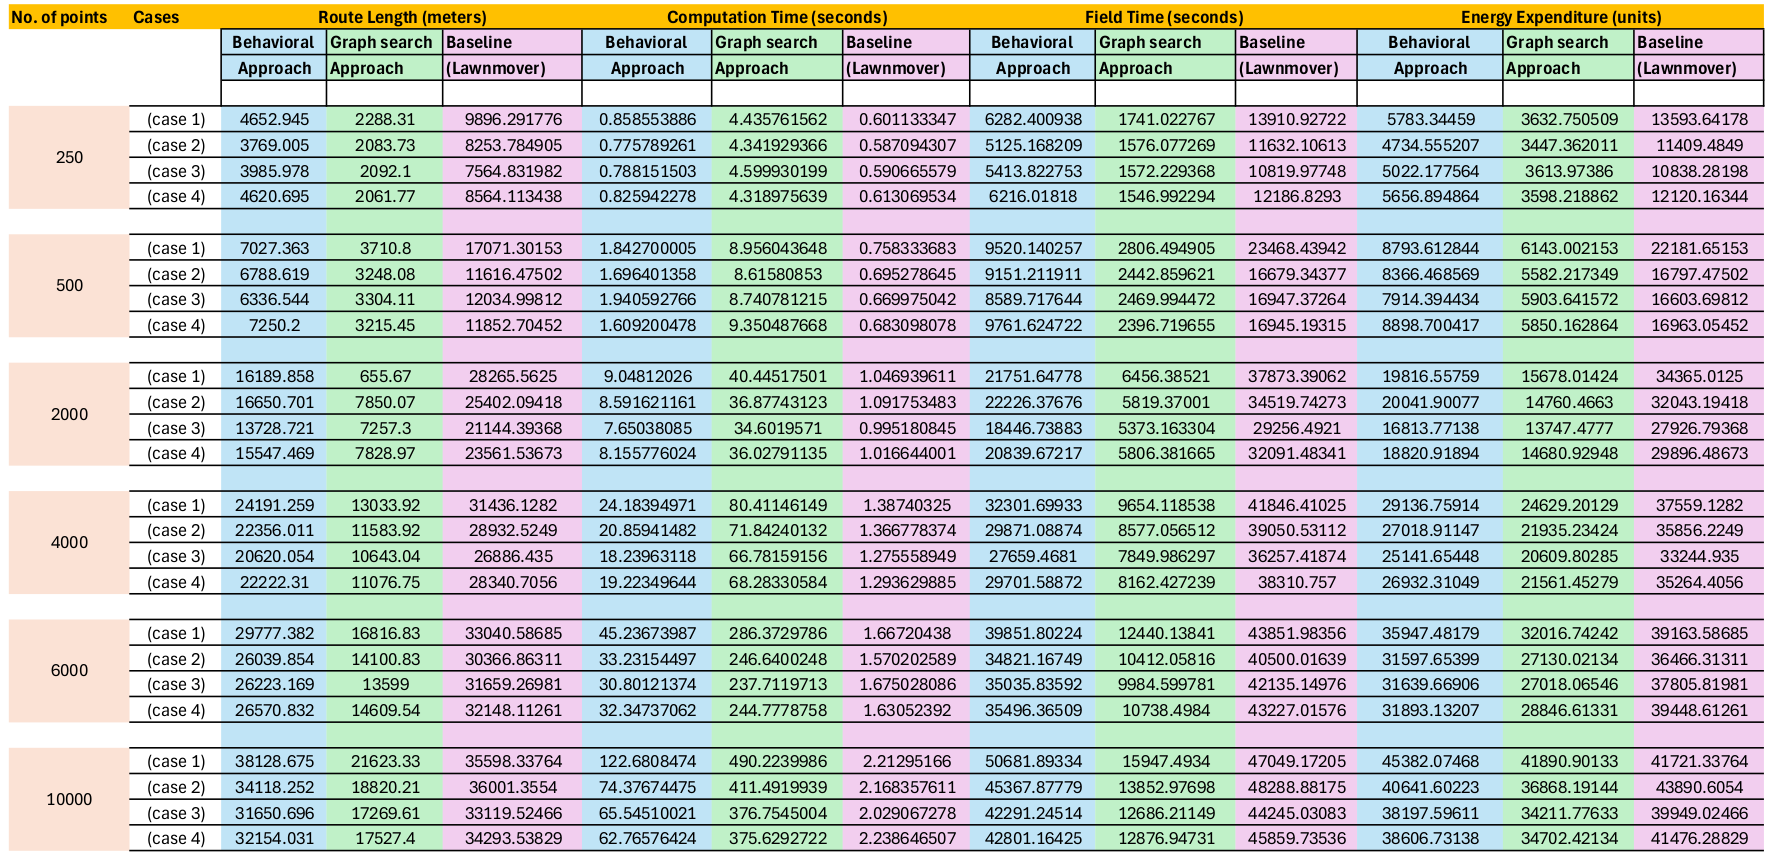 No. of points Cases Route Length (meters) Computation Time (seconds) Field Time (seconds) Energy Expenditure (units)
Behavioral Graph search Baseline Behavioral Graph search Baseline Behavioral Graph search Baseline Behavioral Graph search Baseline
Approach Approach (Lawnmover) Approach Approach (Lawnmover) Approach Approach (Lawnmover) Approach Approach (Lawnmover)
(case 1) 4652.945 2288.31 9896.291776 0.858553886 4.435761562 0.601133347 6282.400938 1741.022767 13910.92722 5783.34459 3632.750509 13593.64178
250
(case 2) 3769.005 2083.73 8253.784905 0.775789261 4.341929366 0.587094307 5125.168209 1576.077269 11632.10613 4734.555207 3447.362011 11409.4849
(case 3) 3985.978 2092.1 7564.831982 0.788151503 4.599930199 0.590665579 5413.822753 1572.229368 10819.97748 5022.177564 3613.97386 10838.28198
(case 4) 4620.695 2061.77 8564.113438 0.825942278 4.318975639 0.613069534 6216.01818 1546.992294 12186.8293 5656.894864 3598.218862 12120.16344
(case 1) 7027.363 3710.8 17071.30153 1.842700005 8.956043648 0.758333683 9520.140257 2806.494905 23468.43942 8793.612844 6143.002153 22181.65153
500
(case 2) 6788.619 3248.08 11616.47502 1.696401358 8.61580853 0.695278645 9151.211911 2442.859621 16679.34377 8366.468569 5582.217349 16797.47502
(case 3) 6336.544 3304.11 12034.99812 1.940592766 8.740781215 0.669975042 8589.717644 2469.994472 16947.37264 7914.394434 5903.641572 16603.69812
(case 4) 7250.2 3215.45 11852.70452 1.609200478 9.350487668 0.683098078 9761.624722 2396.719655 16945.19315 8898.700417 5850.162864 16963.05452
(case 1) 16189.858 655.67 28265.5625 9.04812026 40.44517501 1.046939611 21751.64778 6456.38521 37873.39062 19816.55759 15678.01424 34365.0125
2000
(case 2) 16650.701 7850.07 25402.09418 8.591621161 36.87743123 1.091753483 22226.37676 5819.37001 34519.74273 20041.90077 14760.4663 32043.19418
(case 3) 13728.721 7257.3 21144.39368 7.65038085 34.6019571 0.995180845 18446.73883 5373.163304 29256.4921 16813.77138 13747.4777 27926.79368
(case 4) 15547.469 7828.97 23561.53673 8.155776024 36.02791135 1.016644001 20839.67217 5806.381665 32091.48341 18820.91894 14680.92948 29896.48673
(case 1) 24191.259 13033.92 31436.1282 24.18394971 80.41146149 1.38740325 32301.69933 9654.118538 41846.41025 29136.75914 24629.20129 37559.1282
4000
(case 2) 22356.011 11583.92 28932.5249 20.85941482 71.84240132 1.366778374 29871.08874 8577.056512 39050.53112 27018.91147 21935.23424 35856.2249
(case 3) 20620.054 10643.04 26886.435 18.23963118 66.78159156 1.275558949 27659.4681 7849.986297 36257.41874 25141.65448 20609.80285 33244.935
(case 4) 22222.31 11076.75 28340.7056 19.22349644 68.28330584 1.293629885 29701.58872 8162.427239 38310.757 26932.31049 21561.45279 35264.4056
(case 1) 29777.382 16816.83 33040.58685 45.23673987 286.3729786 1.66720438 39851.80224 12440.13841 43851.98356 35947.48179 32016.74242 39163.58685
6000
(case 2) 26039.854 14100.83 30366.86311 33.23154497 246.6400248 1.570202589 34821.16749 10412.05816 40500.01639 31597.65399 27130.02134 36466.31311
(case 3) 26223.169 13599 31659.26981 30.80121374 237.7119713 1.675028086 35035.83592 9984.599781 42135.14976 31639.66906 27018.06546 37805.81981
(case 4) 26570.832 14609.54 32148.11261 32.34737062 244.7778758 1.63052392 35496.36509 10738.4984 43227.01576 31893.13207 28846.61331 39448.61261
(case 1) 38128.675 21623.33 35598.33764 122.6808474 490.2239986 2.21295166 50681.89334 15947.4934 47049.17205 45382.07468 41890.90133 41721.33764
10000
(case 2) 34118.252 18820.21 36001.3554 74.37674475 411.4919939 2.168357611 45367.87779 13852.97698 48288.88175 40641.60223 36868.19144 43890.6054
(case 3) 31650.696 17269.61 33119.52466 65.54510021 376.7545004 2.029067278 42291.24514 12686.21149 44245.03083 38197.59611 34211.77633 39949.02466
(case 4) 32154.031 17527.4 34293.53829 62.76576424 375.6292722 2.238646507 42801.16425 12876.94731 45859.73536 38606.73138 34702.42134 41476.28829